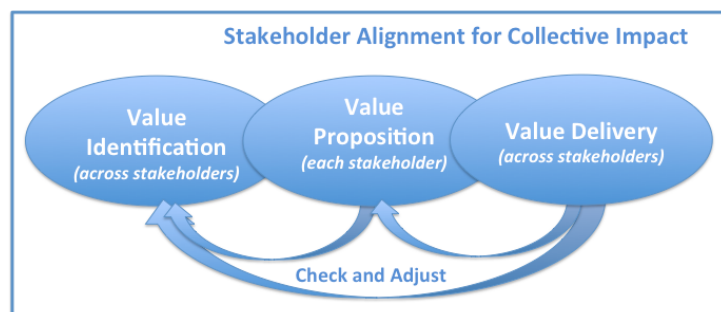 Stakeholder Alignment for Collective Impact
Value
Identification
(across stakeholders)
Value
Proposition
(each stakeholder)
Value Delivery
(across stakeholders)
Check and Adjust